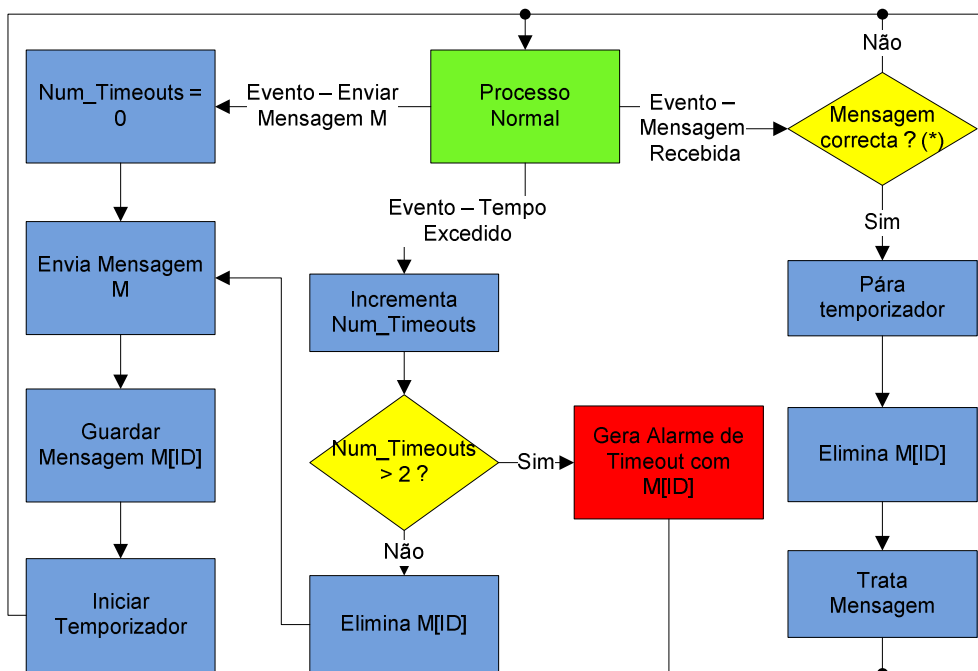 Não
Num_Timeouts =
0
Evento – Enviar
Mensagem M
Processo
Normal
Evento –
Mensagem
Recebida
Mensagem
correcta ? (*)
Evento – Tempo
Excedido
Sim
Envia Mensagem
M
Incrementa
Num_Timeouts
Pára
temporizador
Guardar
Mensagem M[ID]
Num_Timeouts
> 2 ?
Sim
Gera Alarme de
Timeout com
M[ID]
Elimina M[ID]
Não
Iniciar
Temporizador
Elimina M[ID]
Trata
Mensagem